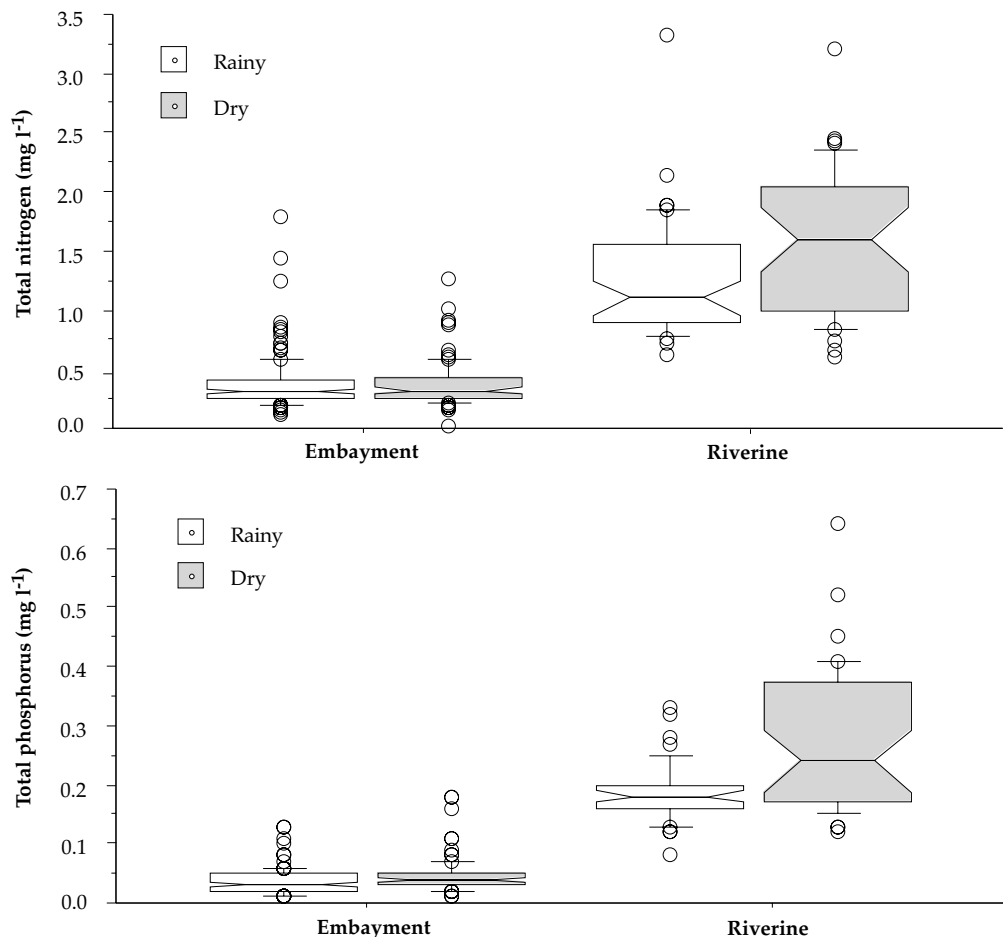 3.5
Rainy
3.0
Dry
2.5
2.0
1.5
1.0
0.5
0.0
Total nitrogen (mg l-1)
Embayment Riverine
0.7
Rainy
0.6
Dry
0.5
0.4
0.3
0.2
0.1
0.0
Total phosphorus (mg l-1)
Embayment Riverine